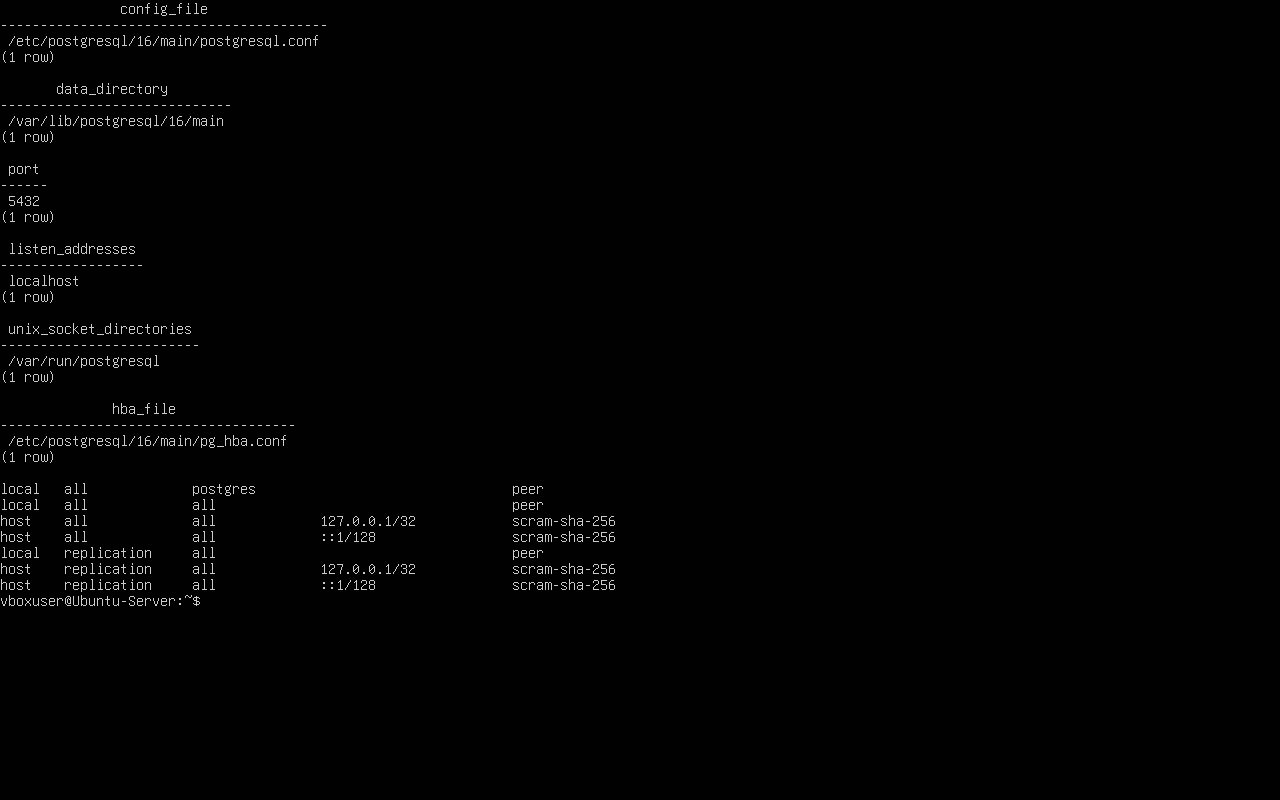 config_file
-----------------------------------------
/etc/postgresql/16/main/postgresql.conf
(1 row)
data_directory
-----------------------------
/var/lib/postgresql/16/main
(1 row)
port
------
5432
(1 row)
listen_addresses
------------------
localhost
(1 row)
unix_socket_directories
-------------------------
/var/run/postgresql
(1 row)
hba_file
-------------------------------------
/etc/postgresql/16/main/pg_hba.conf
(1 row)
local   all             postgres                                peer
local   all             all                                     peer
host    all             all             127.0.0.1/32            scram-sha-256
host    all             all             ::1/128                 scram-sha-256
local   replication     all                                     peer
host    replication     all             127.0.0.1/32            scram-sha-256
host    replication     all             ::1/128                 scram-sha-256
vboxuser@Ubuntu-Server:~$